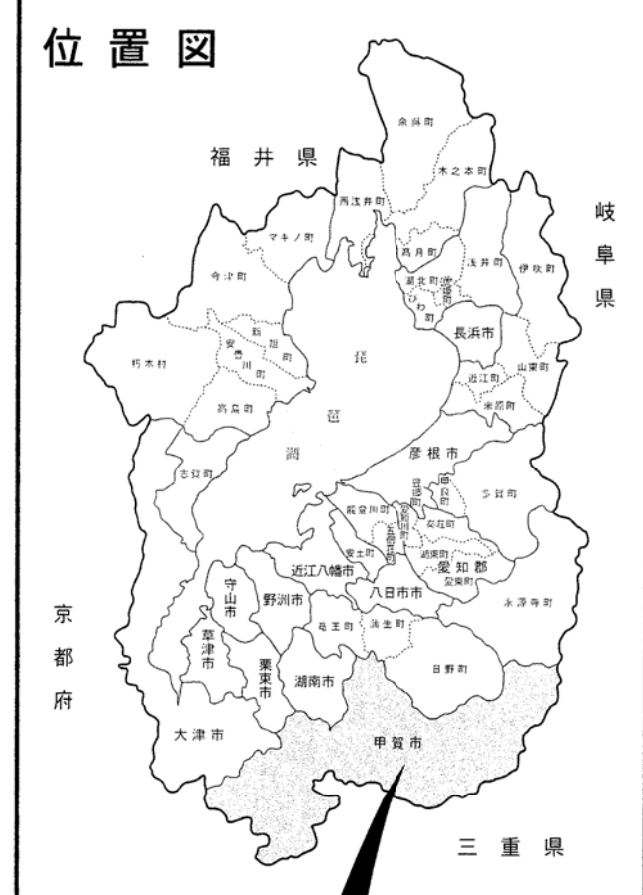 位置図
福井県
岐阜県
京都府
三重県
余呉町
木之本町
西浅井町
マキノ町
高月町
浅井町
伊吹町
今津町
湖北町
びわ町
長浜市
新旭町
安曇川町
朽木村
山東町
近江町
米原町
高島町
琵琶湖
彦根市
志賀町
多賀町
豊郷町
甲良町
能登川町
愛知川町
秦荘町
五個荘町
湖東町
安土町
愛知郡
愛東町
近江八幡市
八日市市
永源寺町
守山市
野洲市
竜王町
蒲生町
日野町
草津市
栗東市
湖南市
大津市
甲賀市